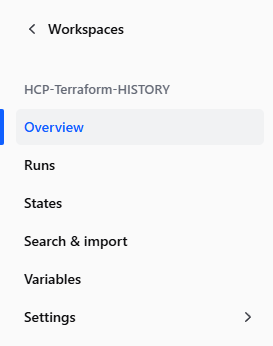 Workspaces
HCP-Terraform-HISTORY
Overview
Runs
States
Search & import
Variables
Settings